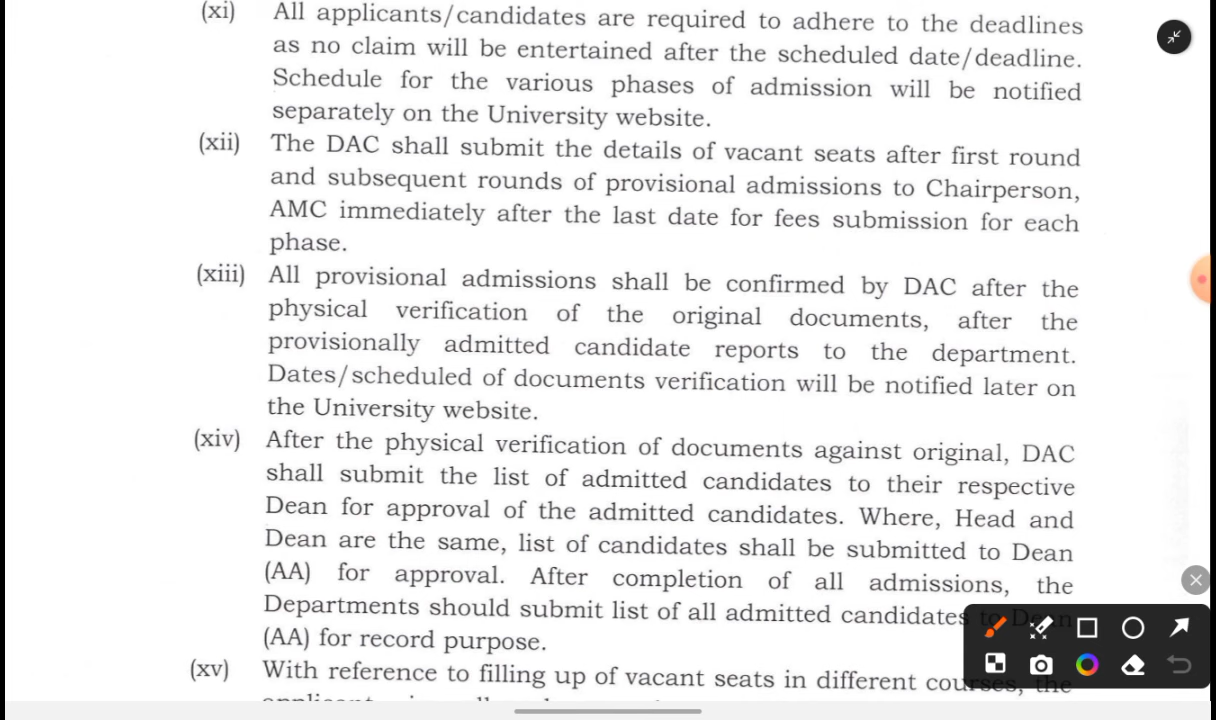 (xi) All applicants/candidates are required to adhere to the deadlines
as no claim will be entertained after the scheduled date/deadline.
Schedule for the various phases of admission will be notified
separately on the University website.
(xii) The DAC shall submit the details of vacant seats after first round
and subsequent rounds of provisional admissions to Chairperson,
AMC immediately after the last date for fees submission for each
phase.
(xiii) All provisional admissions shall be confirmed by DAC after the
physical verification of the original documents, after the
provisionally admitted candidate reports to the department.
Dates/scheduled of documents verification will be notified later on
the University website.
(xiv) After the physical verification of documents against original, DAC
shall submit the list of admitted candidates to their respective
Dean for approval of the admitted candidates. Where, Head and
Dean are the same, list of candidates shall be submitted to Dean
(AA) for approval. After completion of all admissions, the
Departments should submit list of all admitted candidates to Dean
(AA) for record purpose.
(xv) With reference to filling up of vacant seats in different courses, the